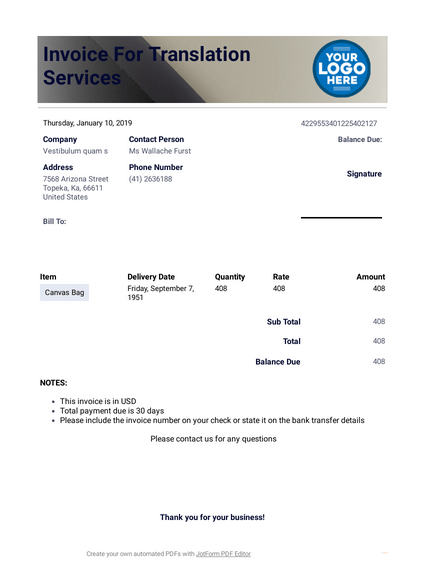 Invoice For Translation
Services
YOUR
LOGO
HERE
Thursday, January 10, 2019
4229553401225402127
Company
Contact Person
Balance Due:
Vestibulum quam s
Ms Wallache Furst
Address
Phone Number
Signature
7568 Arizona Street
(41) 2636188
Topeka, Ka, 66611
United States
Bill To:
Item
Delivery Date
Quantity
Rate
Amount
Canvas Bag
Friday, September 7,
1951
408
408
408
Sub Total
408
Total
408
Balance Due
408
NOTES:
This invoice is in USD
Total payment due is 30 days
Please include the invoice number on your check or state it on the bank transfer details
Please contact us for any questions
Thank you for your business!
Create your own automated PDFs with JotForm PDF Editor